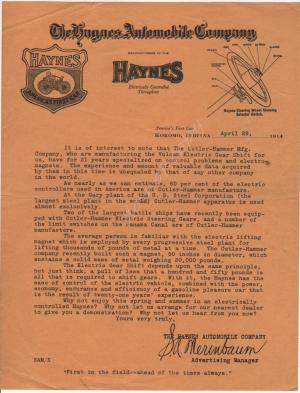 The Haynes Automobile Company
HAYNES
AMERICA'S FIRST CAR
MANUFACTURERS OF THE
HAYNES
Electrically Controlled
Throughout
Haynes Steering Wheel Showing
Selector Switch.
America's First Car
KOKOMO, INDIANA, April 29, 1914
It is of interest to note that The Cutler-Hammer Mfg.
Company, who are manufacturing the Vulcan Electric Gear Shift for
us, have for 21 years specialized on control problems and electro-
magnets. The experience and amount of valuable data acquired
by them in this time is unequaled by that of any other company
in the world.
As nearly as we can estimate, 60 per cent of the electric
controllers used in America are of Cutler-Hammer manufacture.
At the Gary plant of the U. S. Steel Corporation (the
largest steel plant in the world) Cutler-Hammer apparatus is used
almost exclusively.
Two of the largest battle ships have recently been equip-
ped with Cutler-Hammer Electric Steering Gears, and a number of
the limit switches on the Panama Canal are of Cutler-Hammer
manufacture.
The average person is familiar with the electric lifting
magnet which is employed by every progressive steel plant for
lifting thousands of pounds of metal at a time. The Cutler-Hammer
company recently built such a magnet, 50 inches in diameter, which
sustains a solid mass of metal weighing 20,000 pounds.
The Electric Gear Shift depends upon the same principle,
but just think, a pull of less than a hundred and fifty pounds is
all that is required to shift gears. With it, the Haynes has the
ease of control of the electric vehicle, combined with the power,
economy, endurance and efficiency of a gasoline pleasure car that
is the result of twenty-one years' experience.
Why not enjoy this spring and summer in an electrically
controlled Haynes? Why not let us arrange for our nearest dealer
to give you a demonstration? Why not let us hear from you now?
Yours very truly,
THE HAYNES AUTOMOBILE COMPANY
Advertising Manager
"First in the field--ahead of the times always."